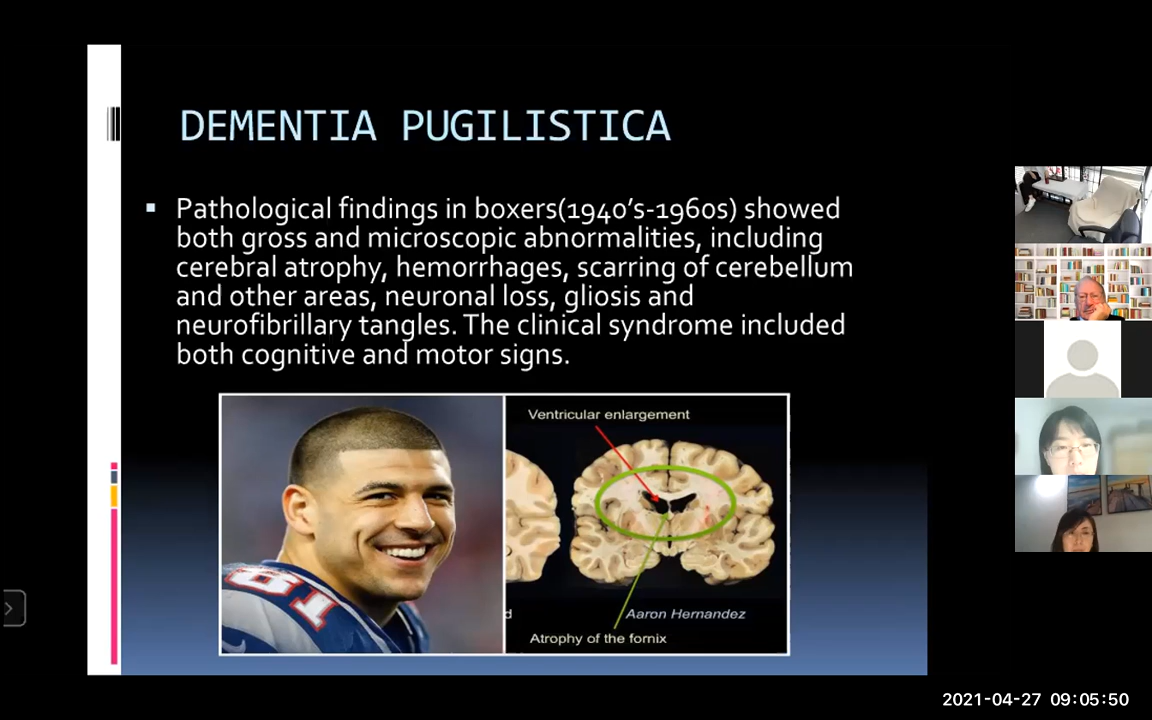 DEMENTIA PUGILISTICA
▪ Pathological findings in boxers(1940's-1960s) showed
both gross and microscopic abnormalities, including
cerebral atrophy, hemorrhages, scarring of cerebellum
and other areas, neuronal loss, gliosis and
neurofibrillary tangles. The clinical syndrome included
both cognitive and motor signs.
81
Ventricular enlargement
d
Aaron Hernandez
Atrophy of the fornix
2021-04-27 09:05:50